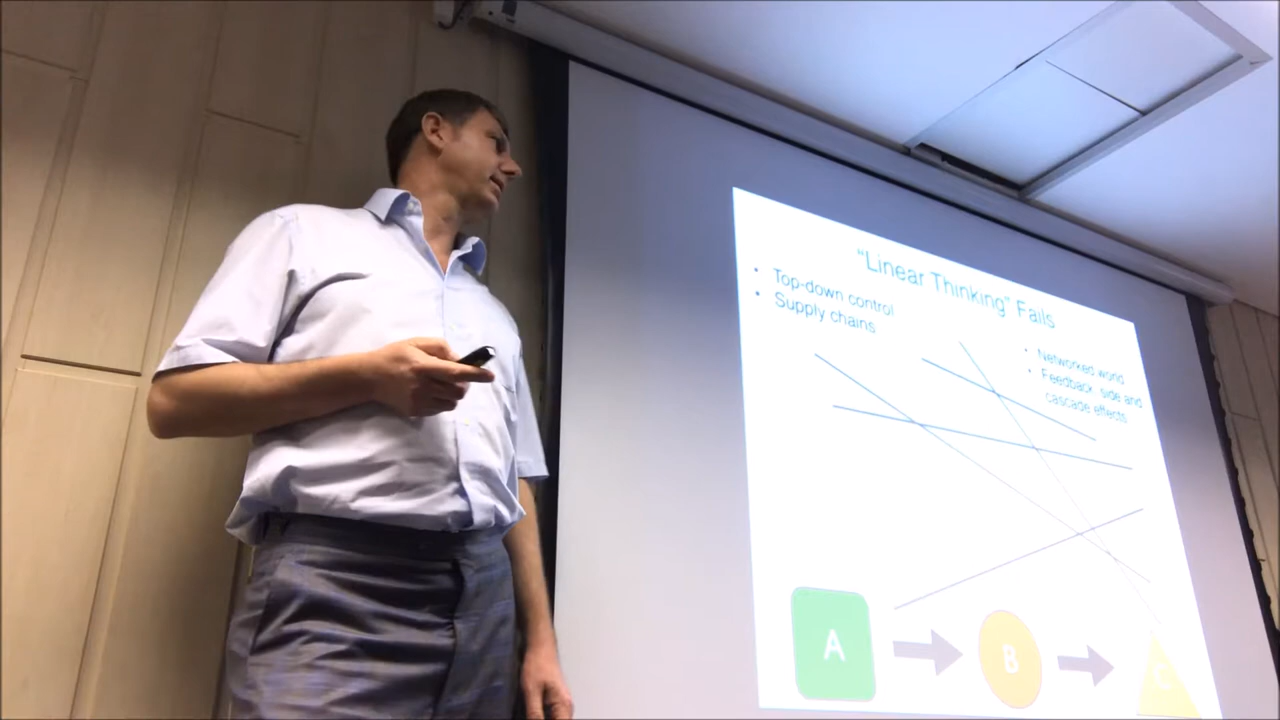 “Linear Thinking” Fails
• Top-down control
• Supply chains
• Networked world
• Feedback side and
cascade effects
A
B